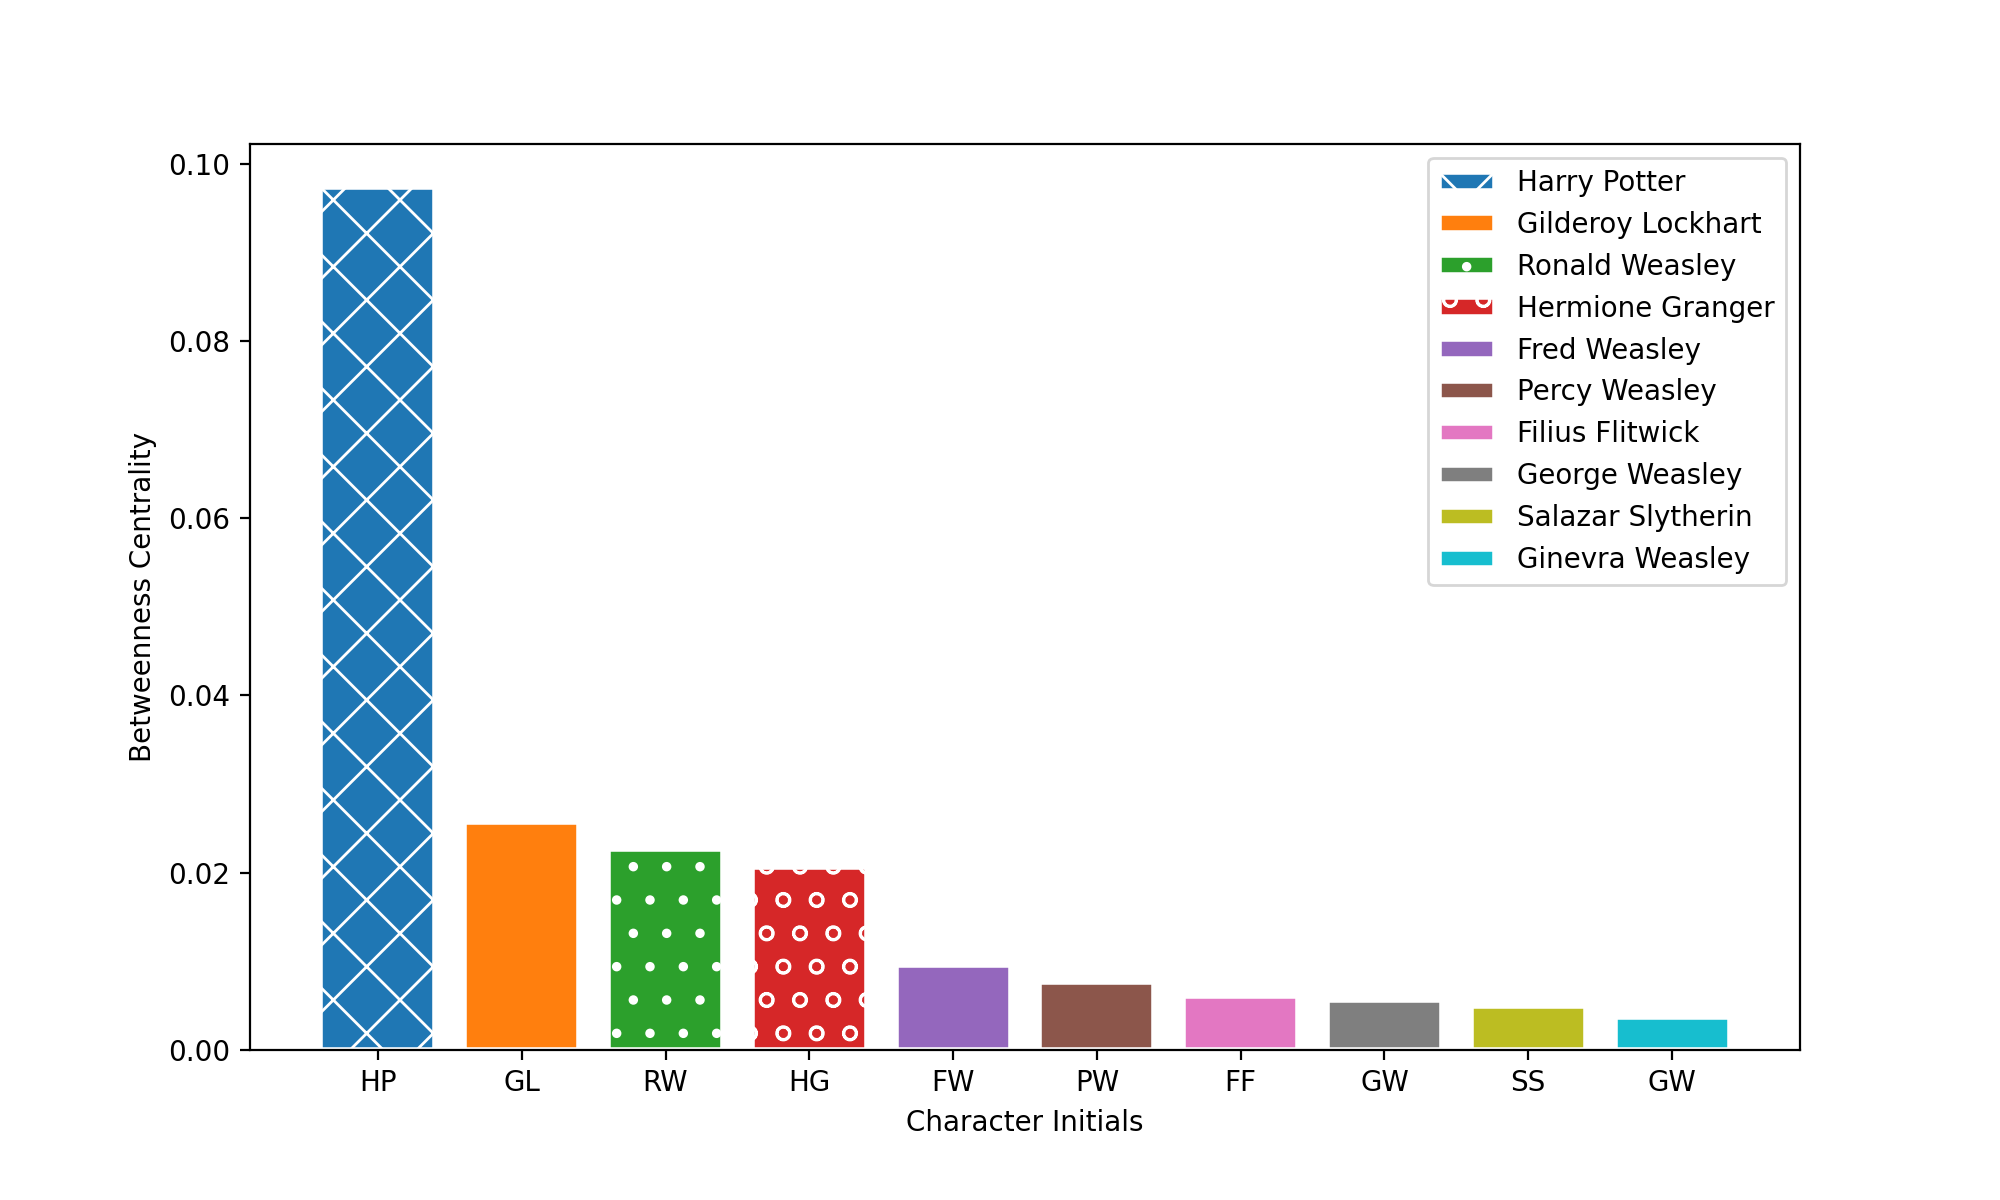 0.10
0.08
0.06
0.04
0.02
0.00
Betweenness Centrality
Harry Potter
Gilderoy Lockhart
Ronald Weasley
Hermione Granger
Fred Weasley
Percy Weasley
Filius Flitwick
George Weasley
Salazar Slytherin
Ginevra Weasley
HP GL RW HG FW PW FF GW SS GW
Character Initials